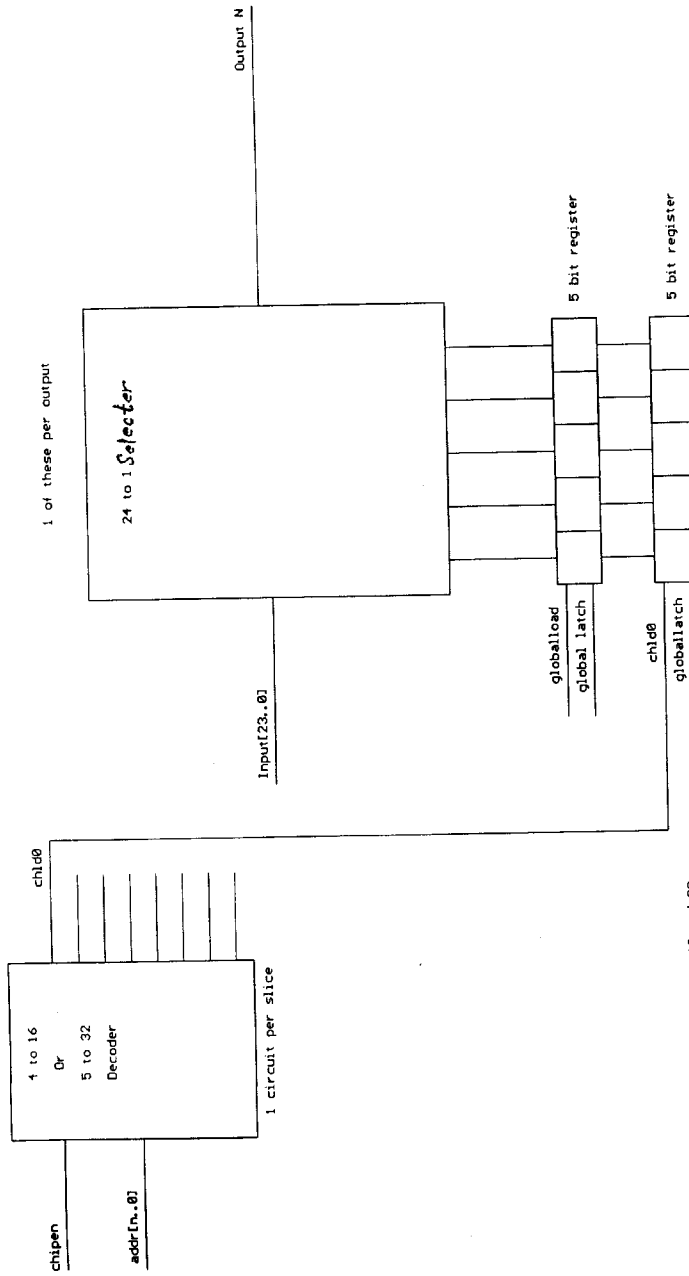 1 of these per output
24 to 1 Selecter
Output N
Input[23..0]
globalload
global latch
5 bit register
chld0
globallatch
5 bit register
chld0
4 to 16
Or
5 to 32
Decoder
1 circuit per slice
chipen
addr[n..0]